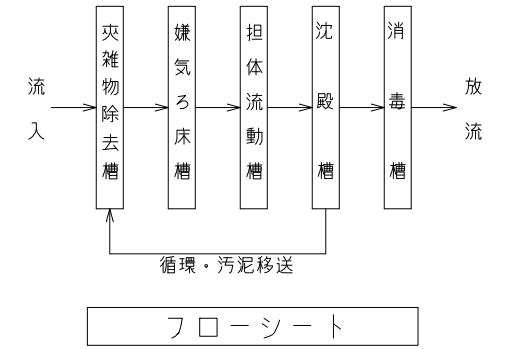 流入
夾雑物除去槽
嫌気ろ床槽
担体流動槽
沈殿槽
消毒槽
放流
循環・汚泥移送
フローシート